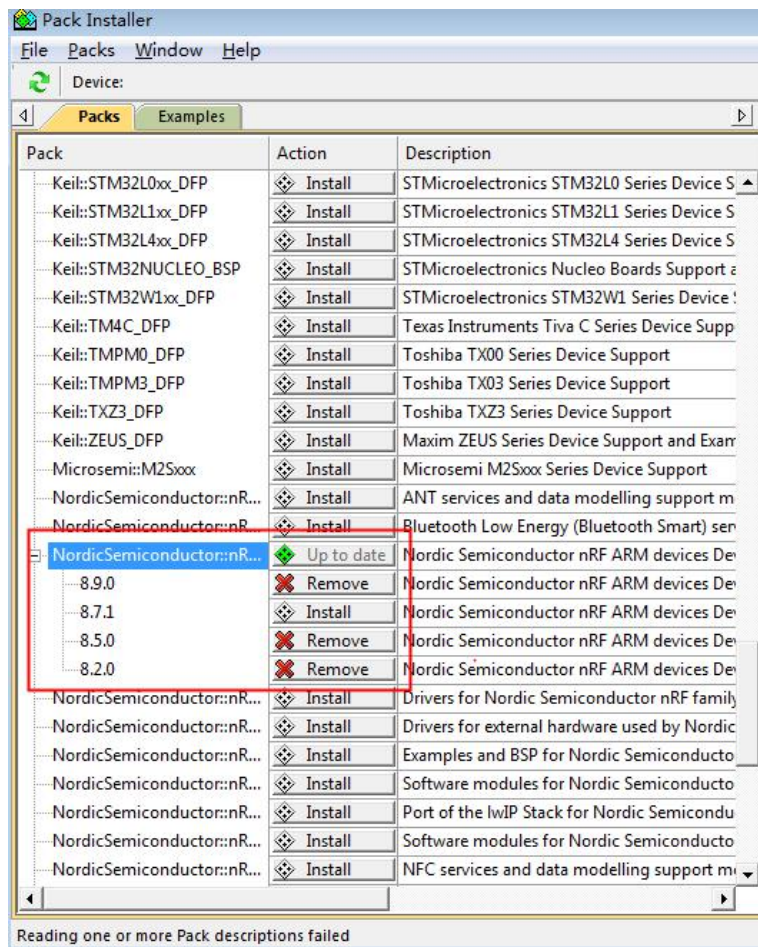 Pack Installer
File Packs Window Help
Device:
Packs Examples
Pack Action Description
Keil::STM32L0xx_DFP Install STMicroelectronics STM32L0 Series Device S
Keil::STM32L1xx_DFP Install STMicroelectronics STM32L1 Series Device S
Keil::STM32L4xx_DFP Install STMicroelectronics STM32L4 Series Device S
Keil::STM32NUCLEO_BSP Install STMicroelectronics Nucleo Boards Support a
Keil::STM32W1xx_DFP Install STMicroelectronics STM32W1 Series Device
Keil::TM4C_DFP Install Texas Instruments Tiva C Series Device Supp
Keil::TMPM0_DFP Install Toshiba TX00 Series Device Support
Keil::TMPM3_DFP Install Toshiba TX03 Series Device Support
Keil::TXZ3_DFP Install Toshiba TXZ3 Series Device Support
Keil::ZEUS_DFP Install Maxim ZEUS Series Device Support and Exam
Microsemi::M2Sxxx Install Microsemi M2Sxxx Series Device Support
NordicSemiconductor::nR... Install ANT services and data modelling support m
NordicSemiconductor::nR... Install Bluetooth Low Energy (Bluetooth Smart) ser
NordicSemiconductor::nR... Up to date Nordic Semiconductor nRF ARM devices De
8.9.0 Remove Nordic Semiconductor nRF ARM devices De
8.7.1 Install Nordic Semiconductor nRF ARM devices De
8.5.0 Remove Nordic Semiconductor nRF ARM devices De
8.2.0 Remove Nordic Semiconductor nRF ARM devices De
NordicSemiconductor::nR... Install Drivers for Nordic Semiconductor nRF family
NordicSemiconductor::nR... Install Drivers for external hardware used by Nordic
NordicSemiconductor::nR... Install Examples and BSP for Nordic Semiconducto
NordicSemiconductor::nR... Install Software modules for Nordic Semiconducto
NordicSemiconductor::nR... Install Port of the lwIP Stack for Nordic Semicondu
NordicSemiconductor::nR... Install Software modules for Nordic Semiconducto
NordicSemiconductor::nR... Install NFC services and data modelling support m
Reading one or more Pack descriptions failed